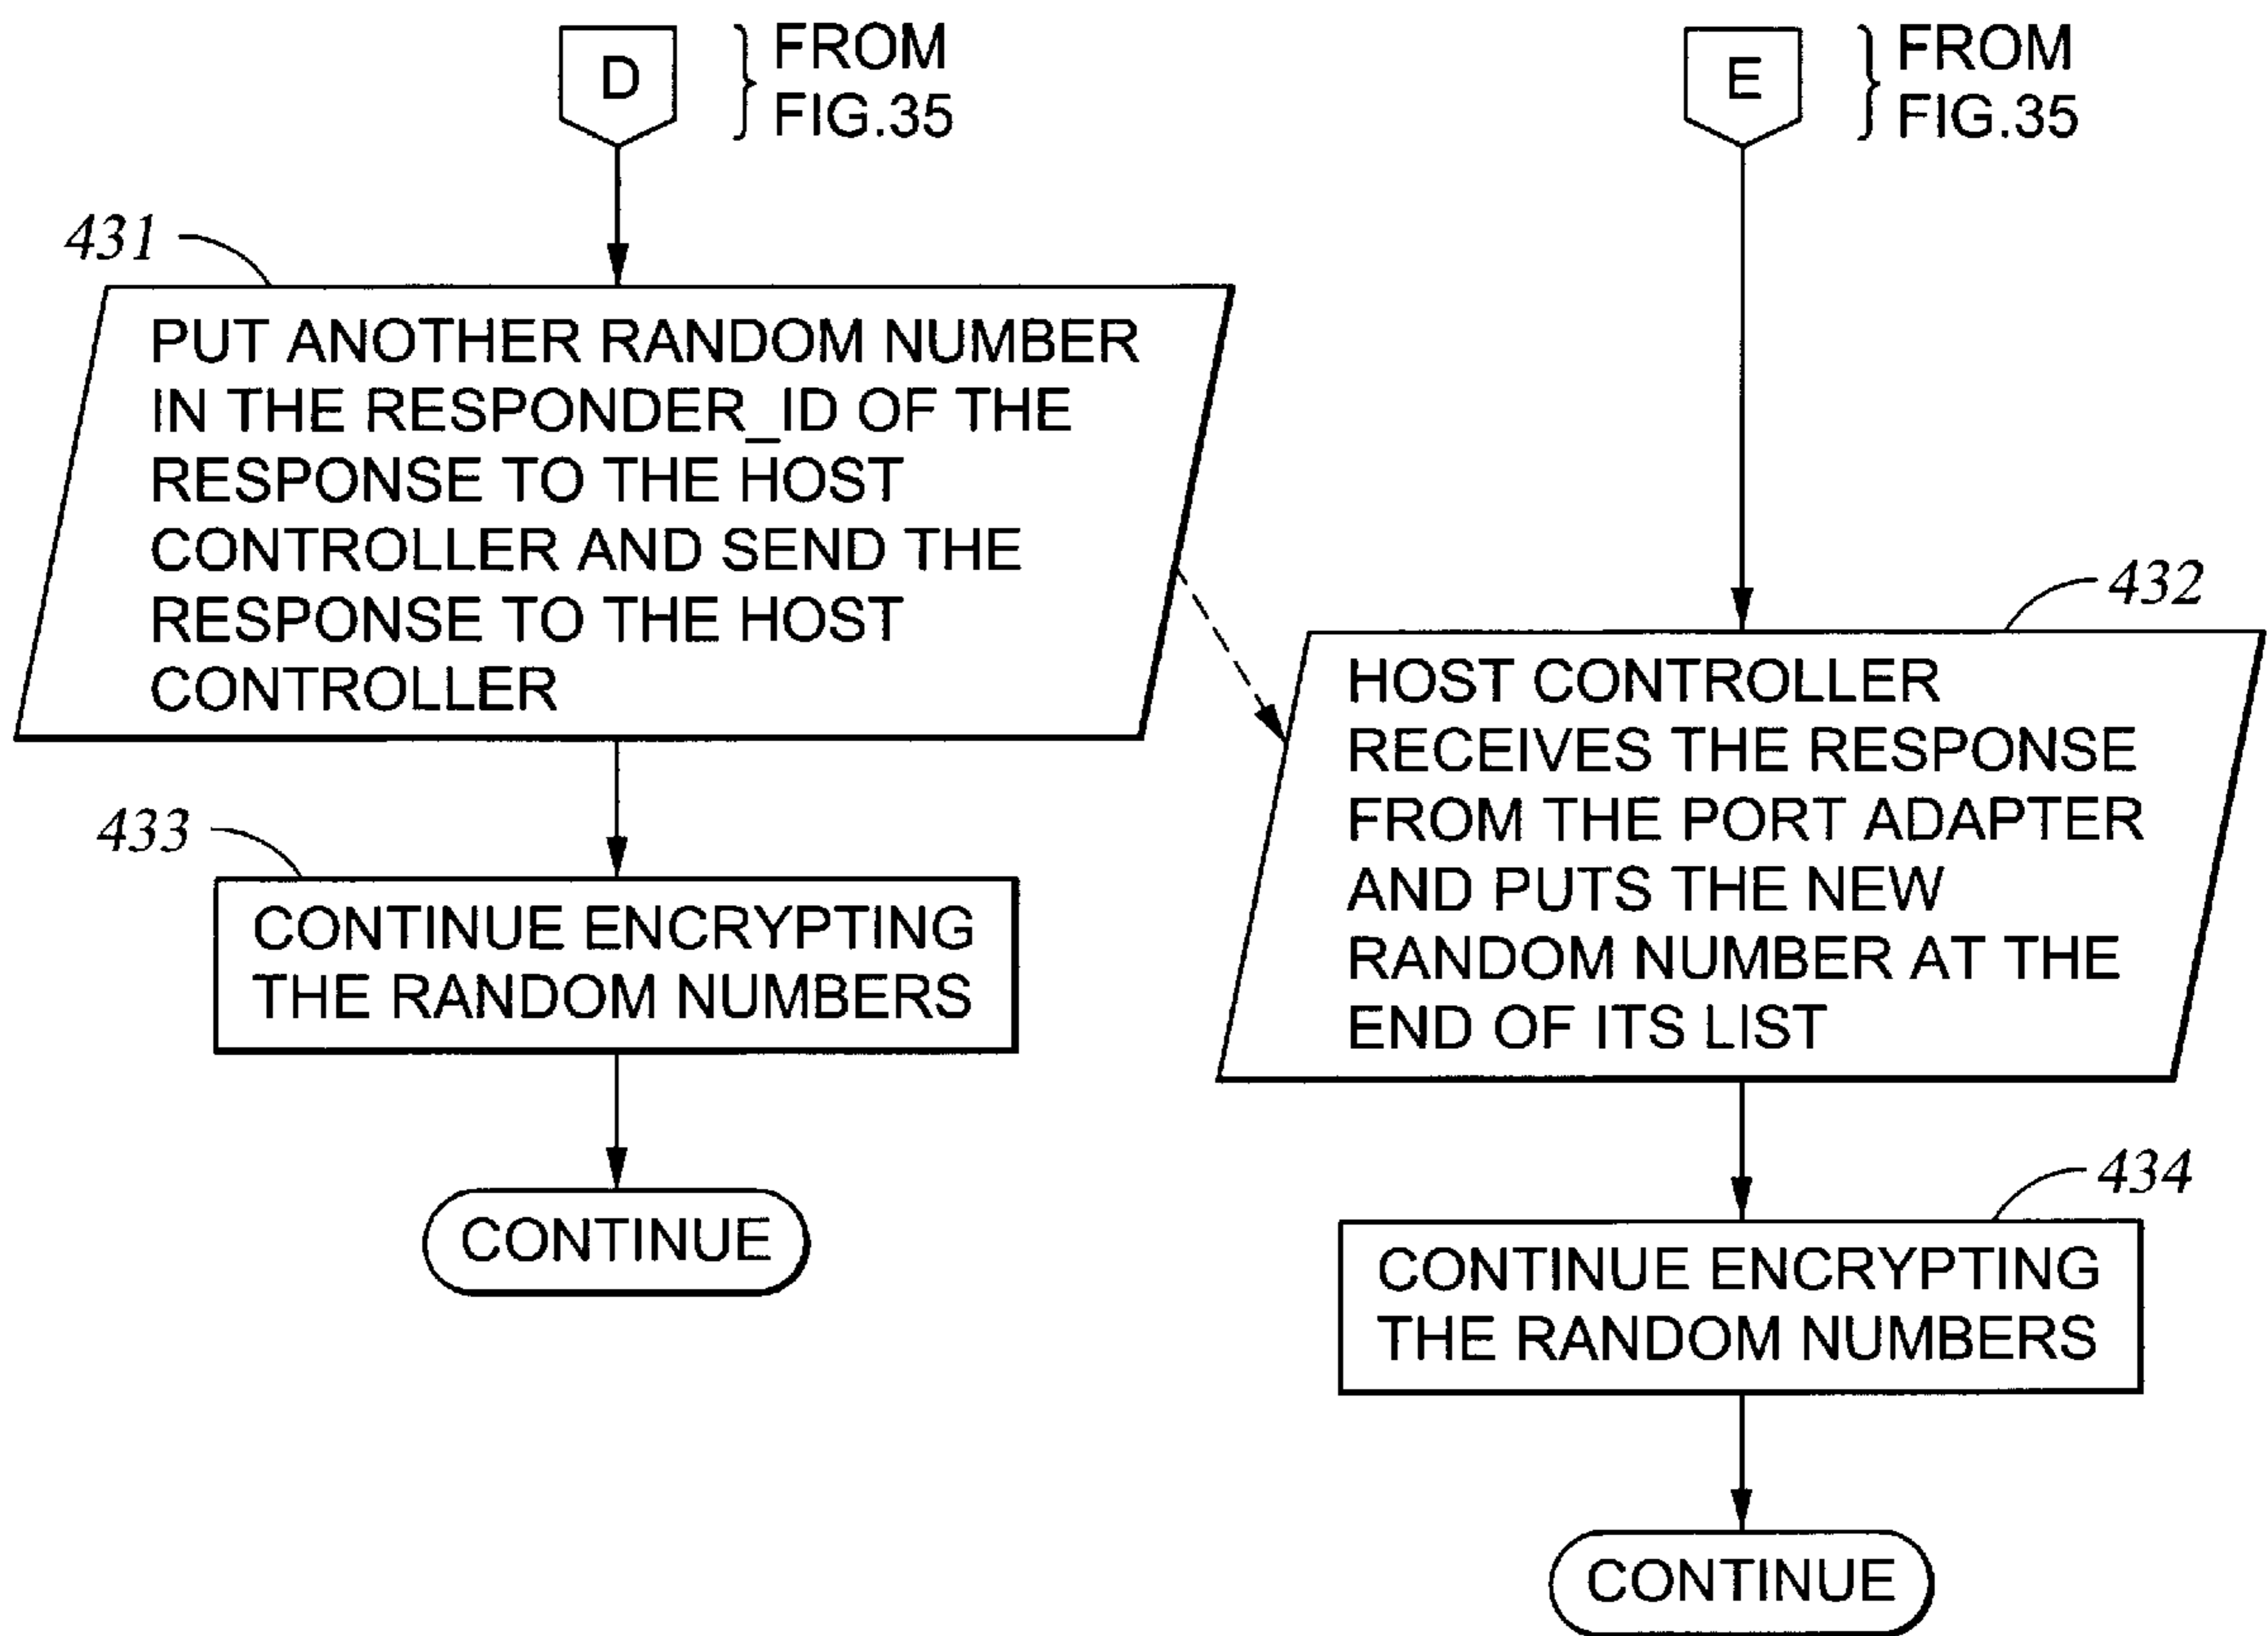 D
FROM
FIG.35
431
PUT ANOTHER RANDOM NUMBER
IN THE RESPONDER_ID OF THE
RESPONSE TO THE HOST
CONTROLLER AND SEND THE
RESPONSE TO THE HOST
CONTROLLER
433
CONTINUE ENCRYPTING
THE RANDOM NUMBERS
CONTINUE
E
FROM
FIG.35
432
HOST CONTROLLER
RECEIVES THE RESPONSE
FROM THE PORT ADAPTER
AND PUTS THE NEW
RANDOM NUMBER AT THE
END OF ITS LIST
434
CONTINUE ENCRYPTING
THE RANDOM NUMBERS
CONTINUE